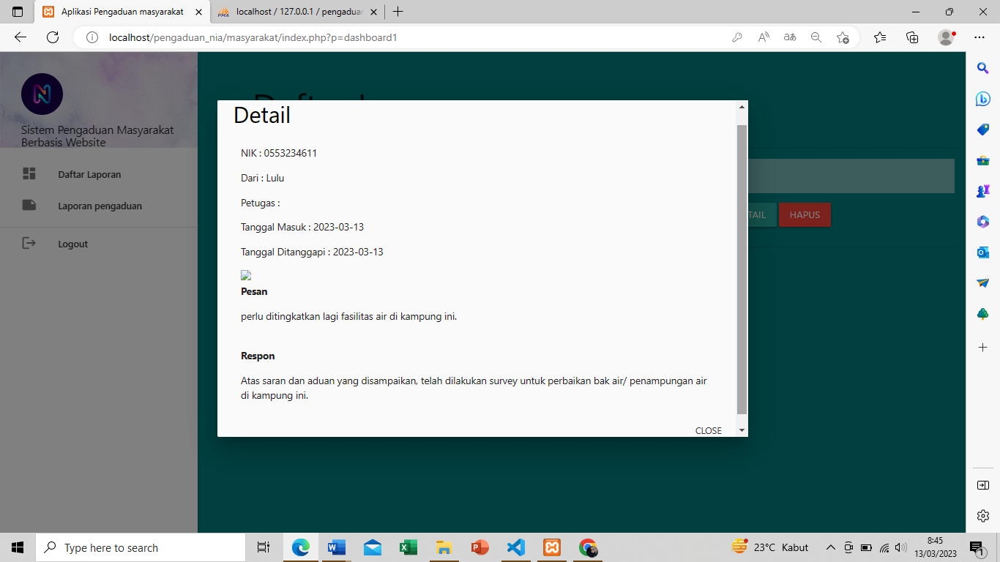 Aplikasi Pengaduan masyarakat
localhost / 127.0.0.1 / pengaduan
localhost/pengaduan_nia/masyarakat/index.php?p=dashboard1
Sistem Pengaduan Masyarakat
Berbasis Website
Daftar Laporan
Laporan pengaduan
Logout
Detail
NIK : 0553234611
Dari : Lulu
Petugas :
Tanggal Masuk : 2023-03-13
Tanggal Ditanggapi : 2023-03-13
Pesan
perlu ditingkatkan lagi fasilitas air di kampung ini.
Respon
Atas saran dan aduan yang disampaikan, telah dilakukan survey untuk perbaikan bak air/ penampungan air
di kampung ini.
CLOSE
TAIL
HAPUS
Type here to search
23°C Kabut
8:45
13/03/2023
1